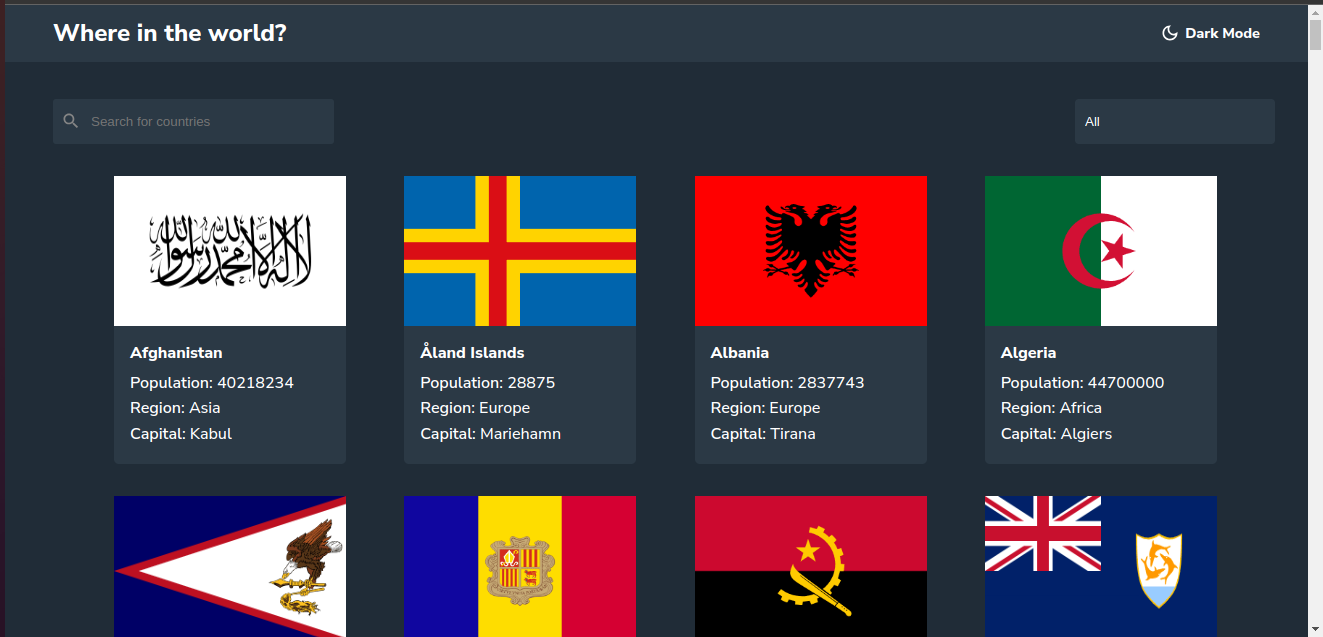 Where in the world?
Dark Mode
Search for countries
All
لا إله إلا الله محمد رسول الله
Afghanistan
Population: 40218234
Region: Asia
Capital: Kabul
Åland Islands
Population: 28875
Region: Europe
Capital: Mariehamn
Albania
Population: 2837743
Region: Europe
Capital: Tirana
Algeria
Population: 44700000
Region: Africa
Capital: Algiers